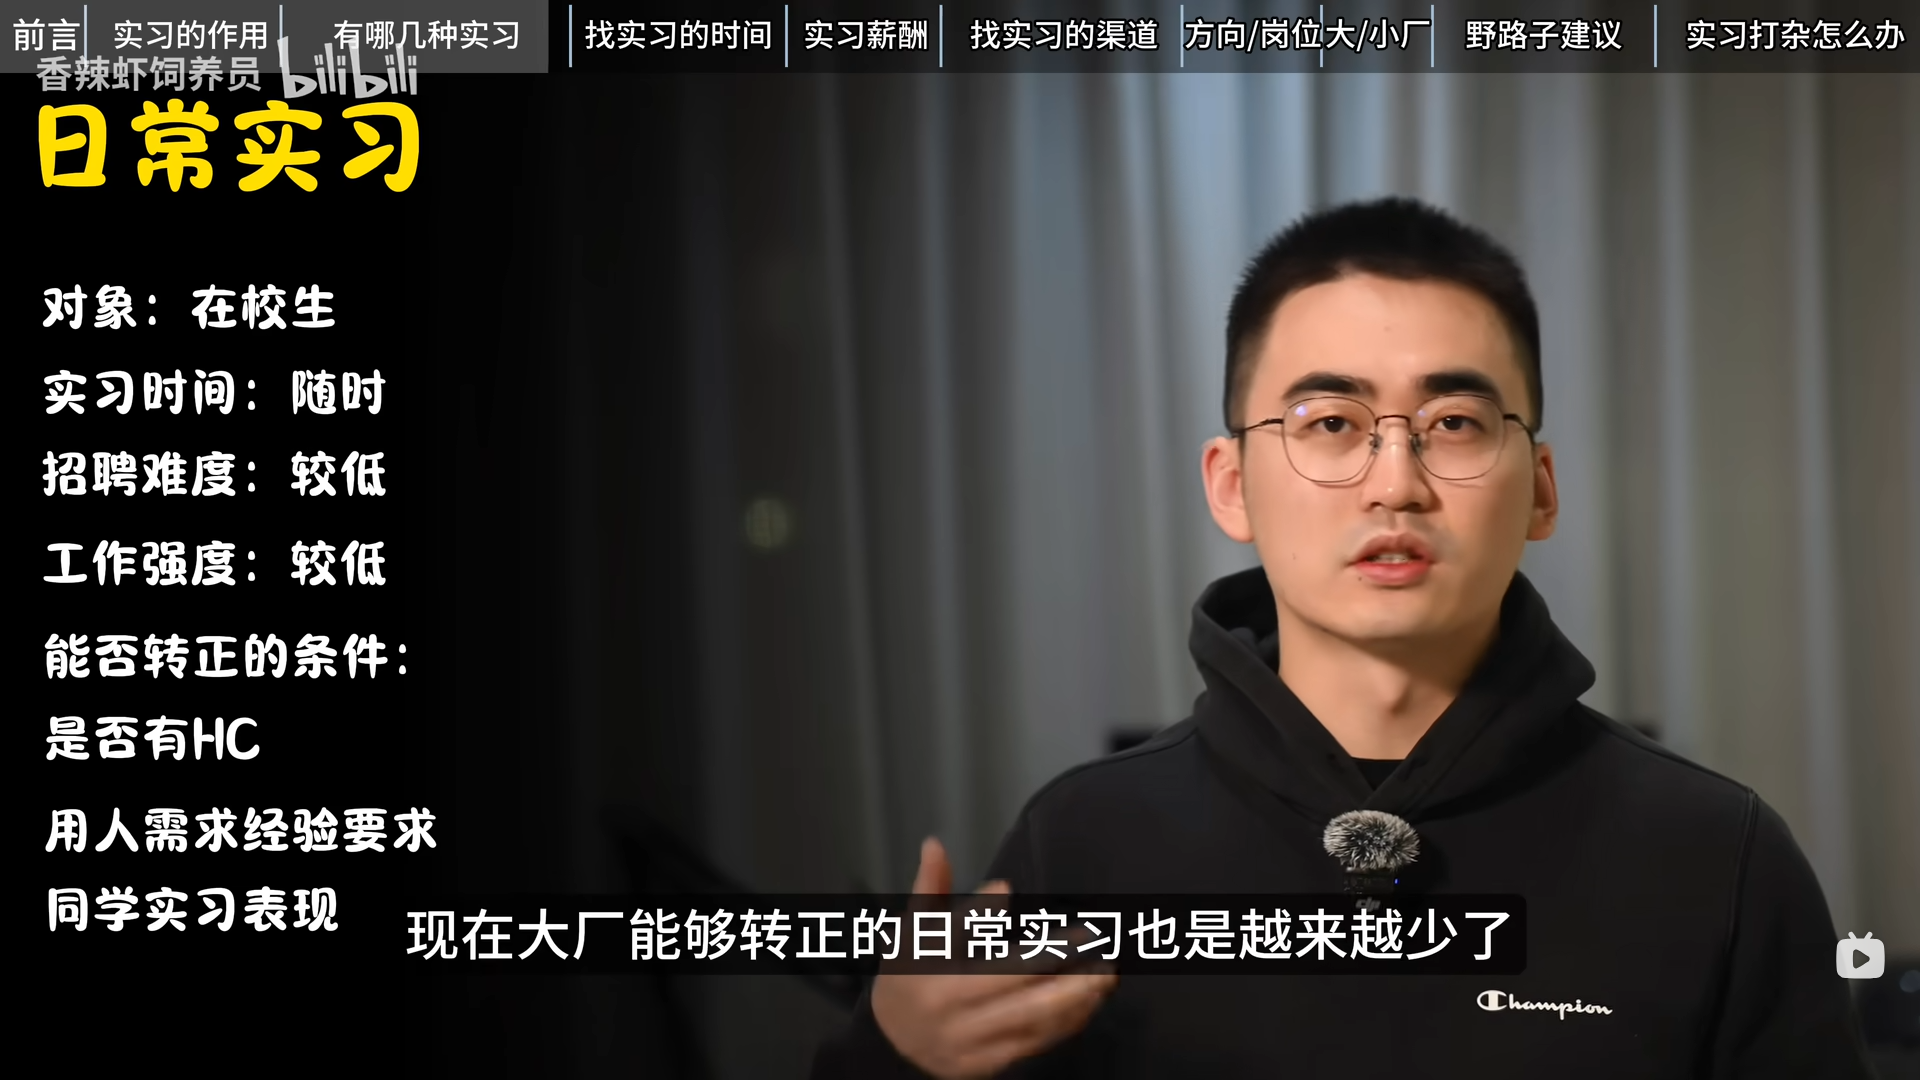 前言 实习的作用 有哪几种实习 找实习的时间 实习薪酬 找实习的渠道 方向/岗位 大/小厂 野路子建议 实习打杂怎么办
香辣虾饲养员 bilibili
日常实习
对象：在校生
实习时间：随时
招聘难度：较低
工作强度：较低
能否转正的条件：
是否有HC
用人需求经验要求
同学实习表现
现在大厂能够转正的日常实习也是越来越少了
dji
Champion